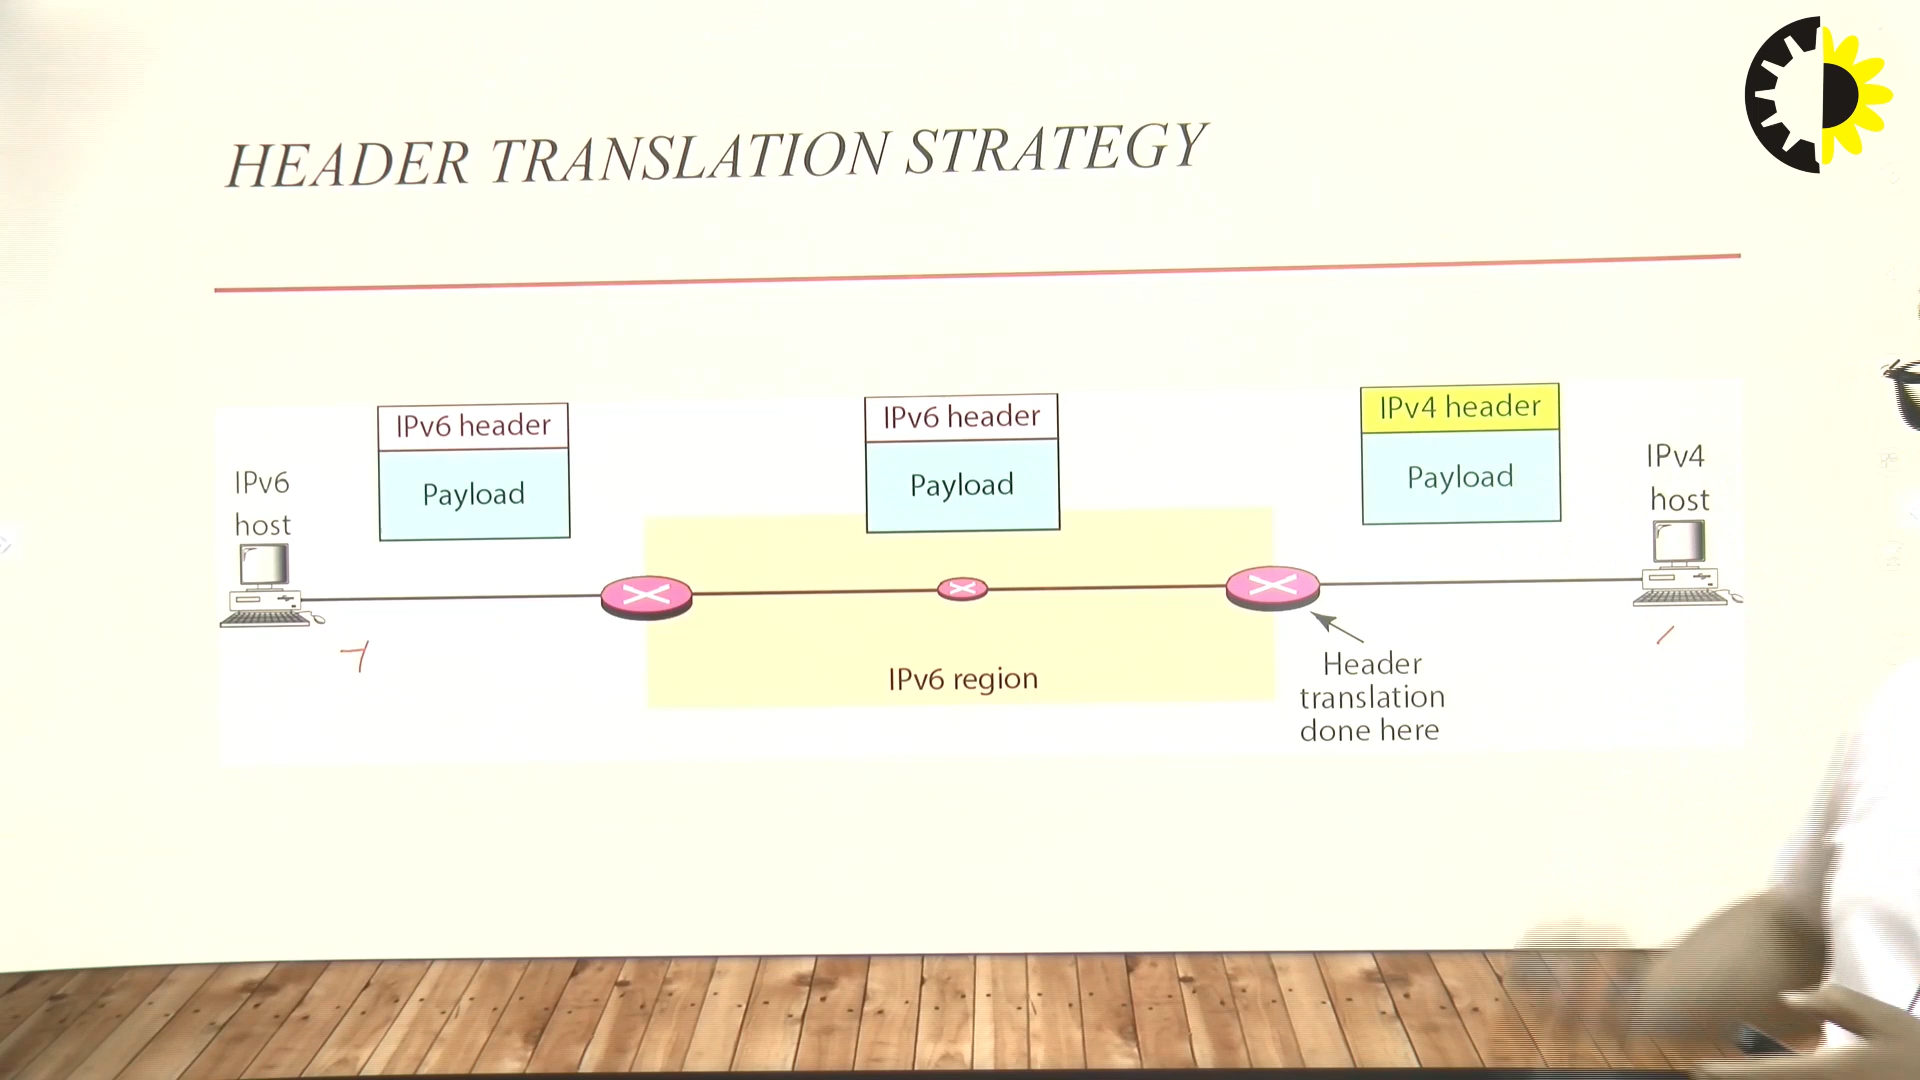 HEADER TRANSLATION STRATEGY
IPv6 header
Payload
IPv6 header
Payload
IPv4 header
Payload
IPv6
host
IPv4
host
IPv6 region
Header
translation
done here